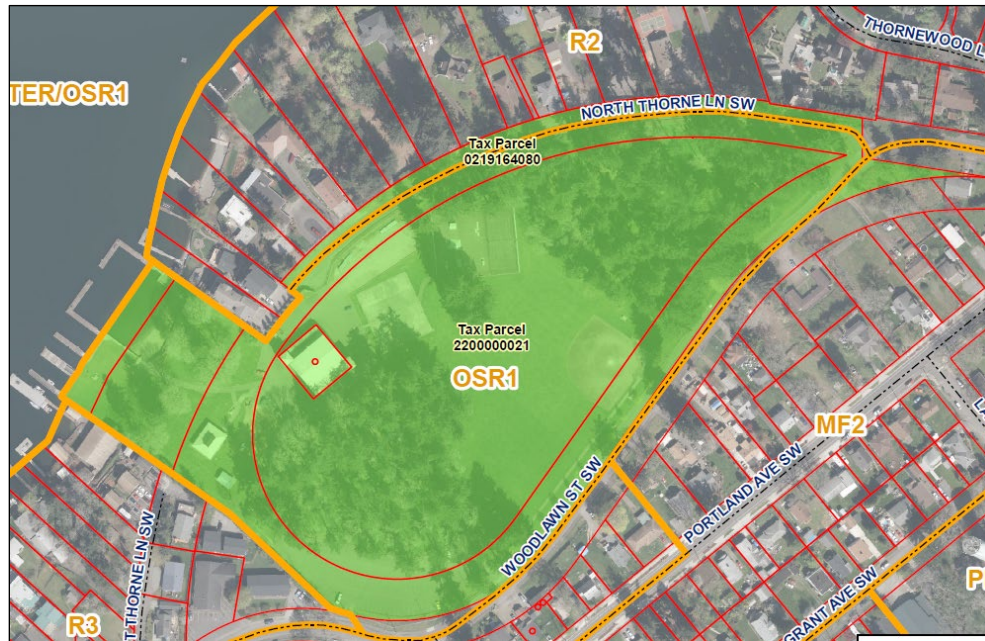 R2
THORNEWOOD L
TER/OSR1
NORTH THORNE LN SW
Tax Parcel
0219164080
Tax Parcel
2200000021
OSR1
MF2
PORTLAND AVE SW
WOODLAWN ST SW
T THORNE LN SW
GRANT AVE SW
P
R3